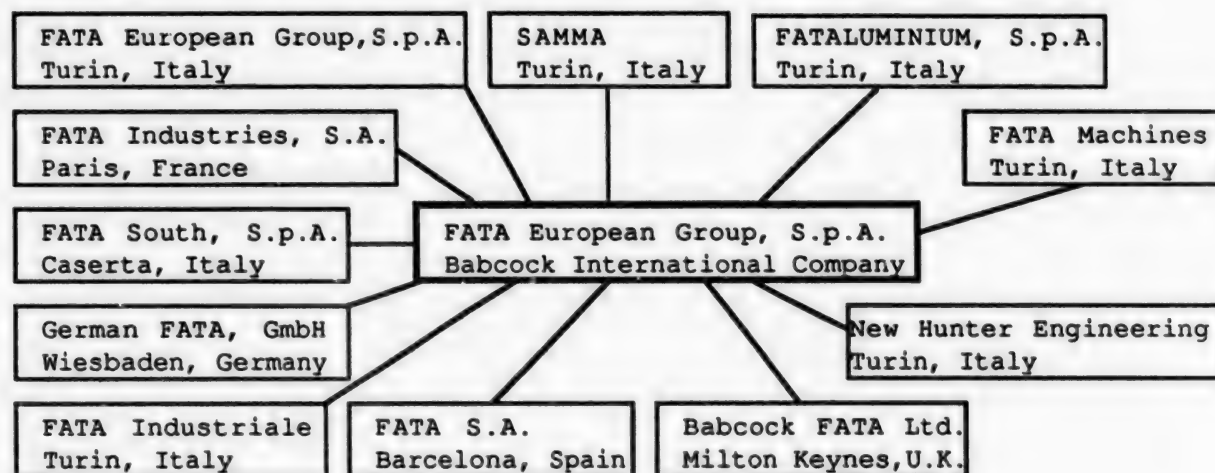 FATA European Group,S.p.A.
Turin, Italy
SAMMA
Turin, Italy
FATALUMINIUM, S.p.A.
Turin, Italy
FATA Industries, S.A.
Paris, France
FATA Machines
Turin, Italy
FATA South, S.p.A.
Caserta, Italy
FATA European Group, S.p.A.
Babcock International Company
German FATA, GmbH
Wiesbaden, Germany
New Hunter Engineering
Turin, Italy
FATA Industriale
Turin, Italy
FATA S.A.
Barcelona, Spain
Babcock FATA Ltd.
Milton Keynes,U.K.